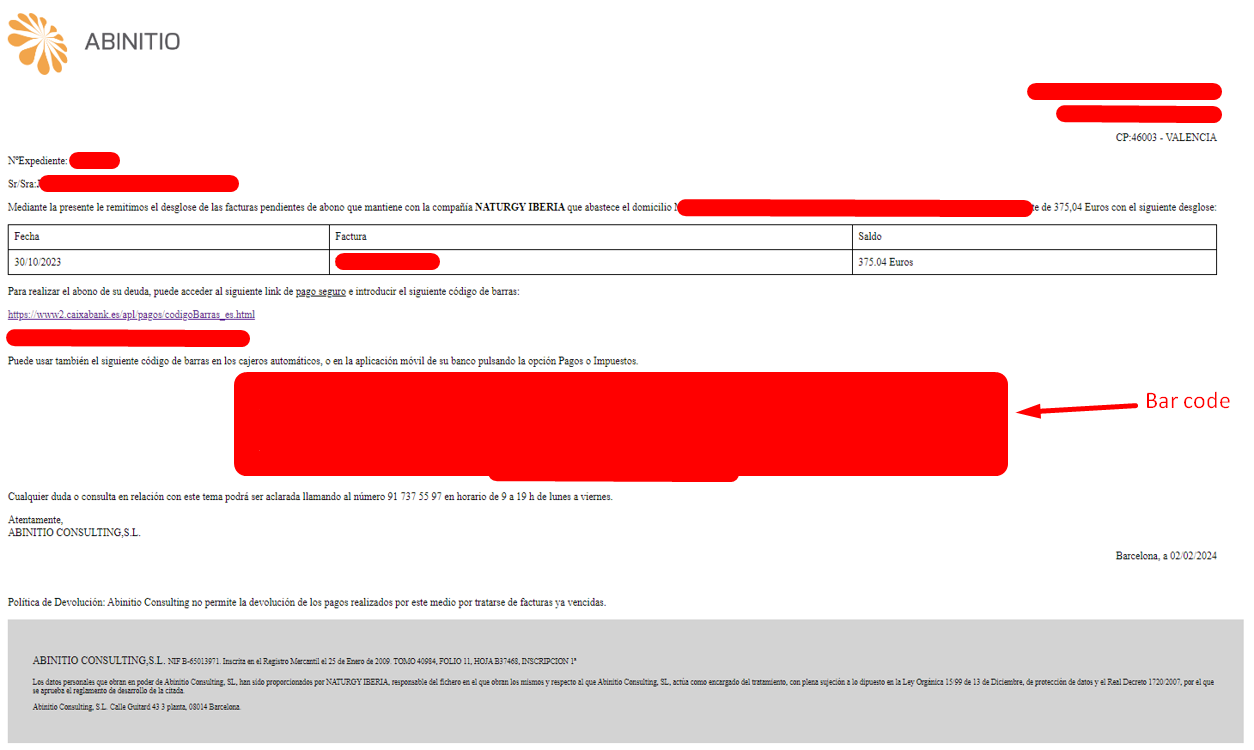 ABINITIO
CP:46003 - VALENCIA
NºExpediente:
Sr/Sra:
Mediante la presente le remitimos el desglose de las facturas pendientes de abono que mantiene con la compañía NATURGY IBERIA que abastece el domicilio de 375,04 Euros con el siguiente desglose:
Fecha Factura Saldo
30/10/2023 375.04 Euros
Para realizar el abono de su deuda, puede acceder al siguiente link de pago seguro e introducir el siguiente código de barras:
https://www2.caixabank.es/apl/pagos/codigoBarras_es.html
Puede usar también el siguiente código de barras en los cajeros automáticos, o en la aplicación móvil de su banco pulsando la opción Pagos o Impuestos.
Bar code
Cualquier duda o consulta en relación con este tema podrá ser aclarada llamando al número 91 737 55 97 en horario de 9 a 19 h de lunes a viernes.
Atentamente,
ABINITIO CONSULTING,S.L.
Barcelona, a 02/02/2024
Política de Devolución: Abinitio Consulting no permite la devolución de los pagos realizados por este medio por tratarse de facturas ya vencidas.
ABINITIO CONSULTING,S.L. NIF B-65013971. Inscrita en el Registro Mercantil el 25 de Enero de 2009. TOMO 40984, FOLIO 11, HOJA B37468, INSCRIPCION 1ª
Los datos personales que obran en poder de Abinitio Consulting, SL, han sido proporcionados por NATURGY IBERIA, responsable del fichero en el que obran los mismos y respecto al que Abinitio Consulting, SL, actúa como encargado del tratamiento, con plena sujeción a lo dipuesto en la Ley Orgánica 15/99 de 13 de Diciembre, de protección de datos y el Real Decreto 1720/2007, por el que
se aprueba el reglamento de desarrollo de la citada.
Abinitio Consulting, S.L. Calle Guitard 43 3 planta, 08014 Barcelona.